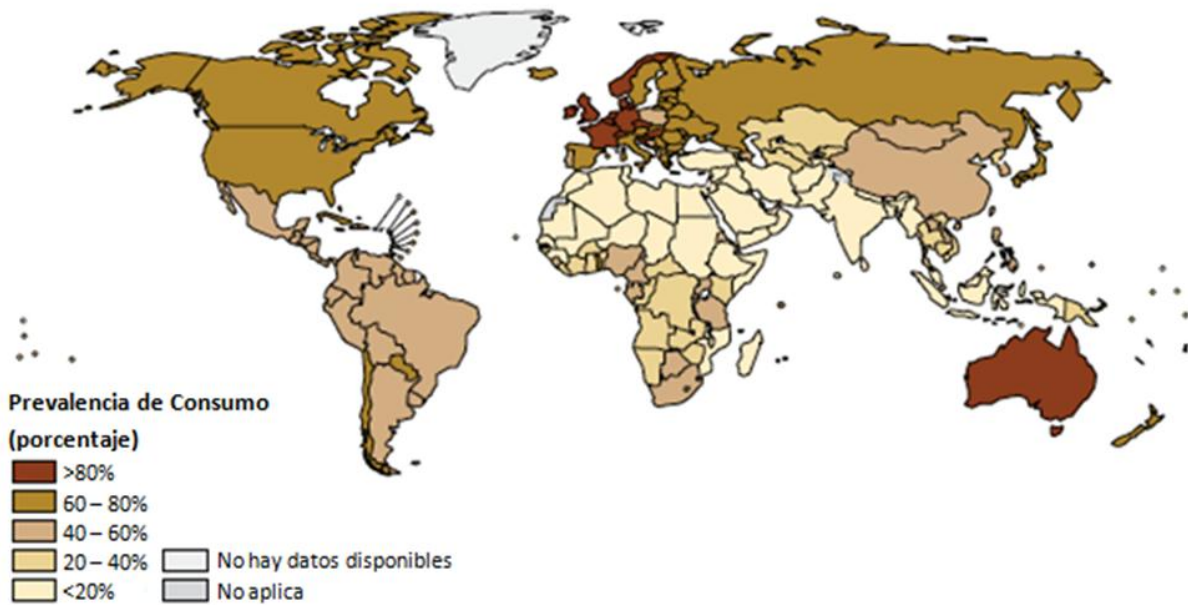 Prevalencia de Consumo
(porcentaje)
>80%
60 – 80%
40 – 60%
20 – 40%
<20%
No hay datos disponibles
No aplica